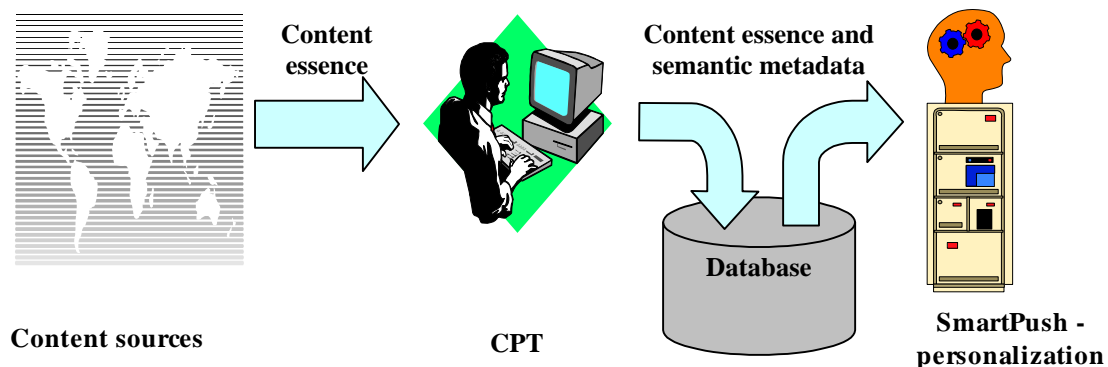 Content
essence
Content essence and
semantic metadata
Database
Content sources
CPT
SmartPush -
personalization